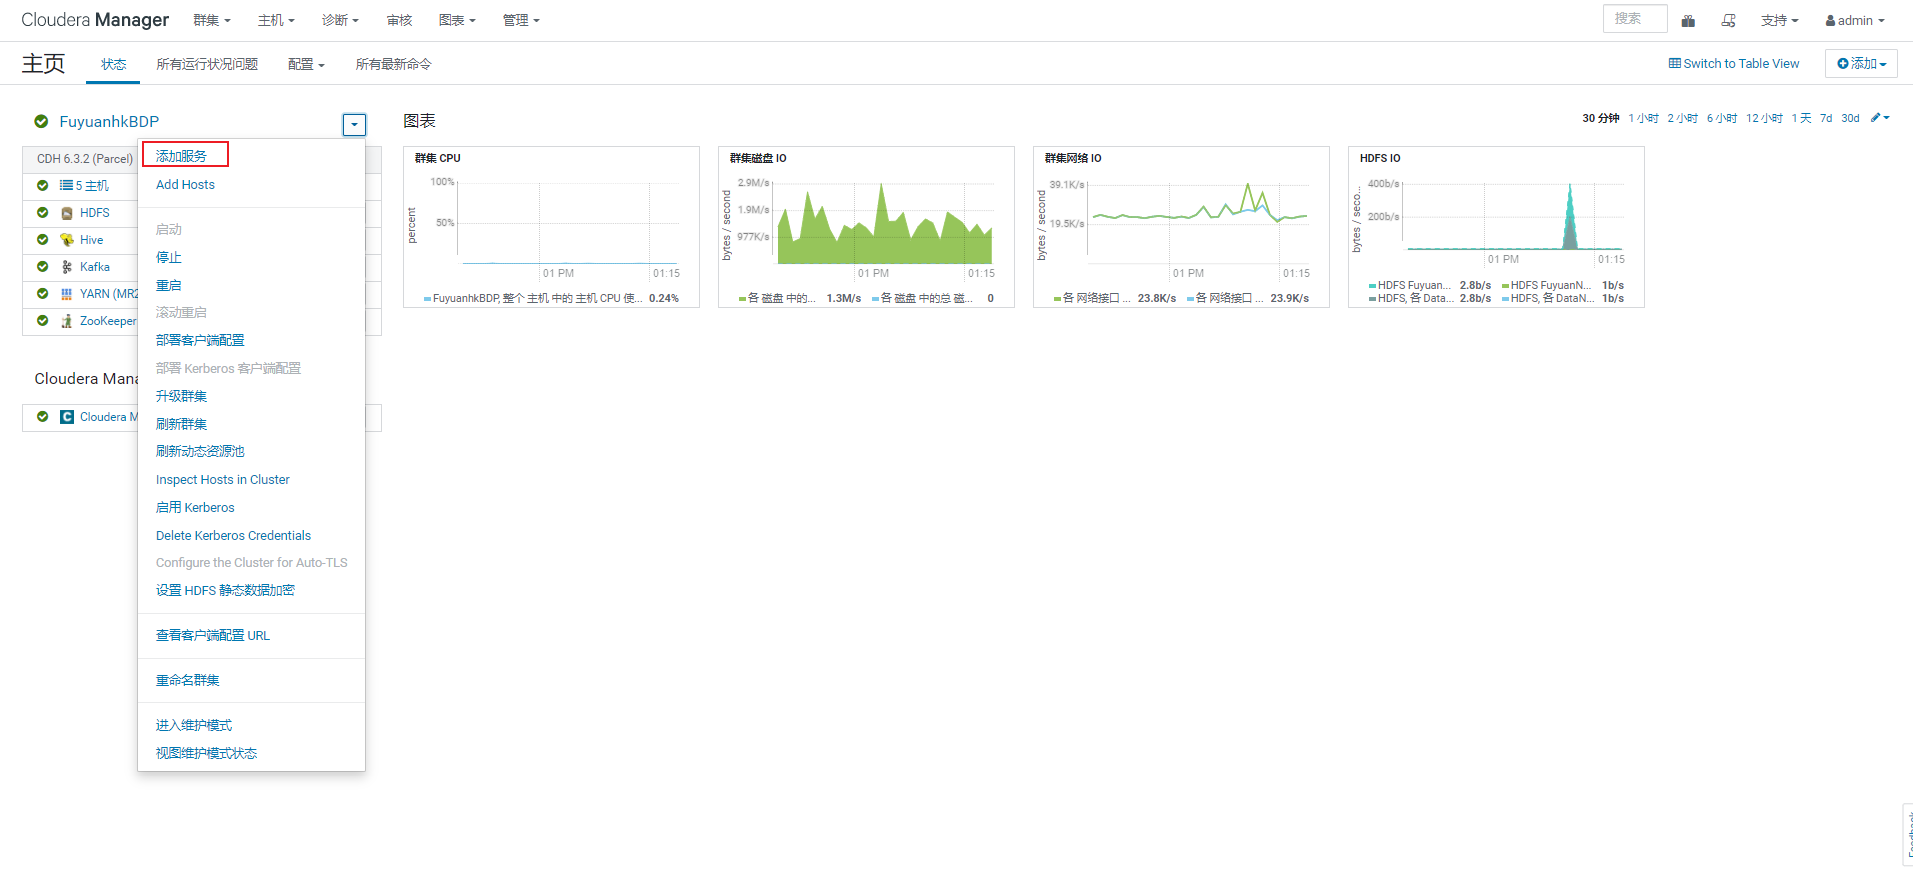 Cloudera Manager 群集 主机 诊断 审核 图表 管理 搜索 支持 admin
主页 状态 所有运行状况问题 配置 所有最新命令 Switch to Table View 添加
FuyuanhkBDP
CDH 6.3.2 (Parcel)
5 主机
HDFS
Hive
Kafka
YARN (MR2
ZooKeeper
Cloudera Mana
Cloudera M
添加服务
Add Hosts
启动
停止
重启
滚动重启
部署客户端配置
部署 Kerberos 客户端配置
升级群集
刷新群集
刷新动态资源池
Inspect Hosts in Cluster
启用 Kerberos
Delete Kerberos Credentials
Configure the Cluster for Auto-TLS
设置 HDFS 静态数据加密
查看客户端配置 URL
重命名群集
进入维护模式
视图维护模式状态
图表
30 分钟 1 小时 2 小时 6 小时 12 小时 1 天 7d 30d
群集 CPU
percent
100%
50%
01 PM 01:15
FuyuanhkBDP, 整个 主机 中的 主机 CPU 使... 0.24%
群集磁盘 IO
bytes / second
2.9M/s
1.9M/s
977K/s
01 PM 01:15
各 磁盘 中的... 1.3M/s 各 磁盘 中的总 磁... 0
群集网络 IO
bytes / second
39.1K/s
19.5K/s
01 PM 01:15
各 网络接口 ... 23.8K/s 各 网络接口 ... 23.9K/s
HDFS IO
bytes / seco...
400b/s
200b/s
01 PM 01:15
HDFS Fuyuan... 2.8b/s HDFS FuyuanN... 1b/s
HDFS, 各 Data... 2.8b/s HDFS, 各 DataN... 1b/s
Feedback